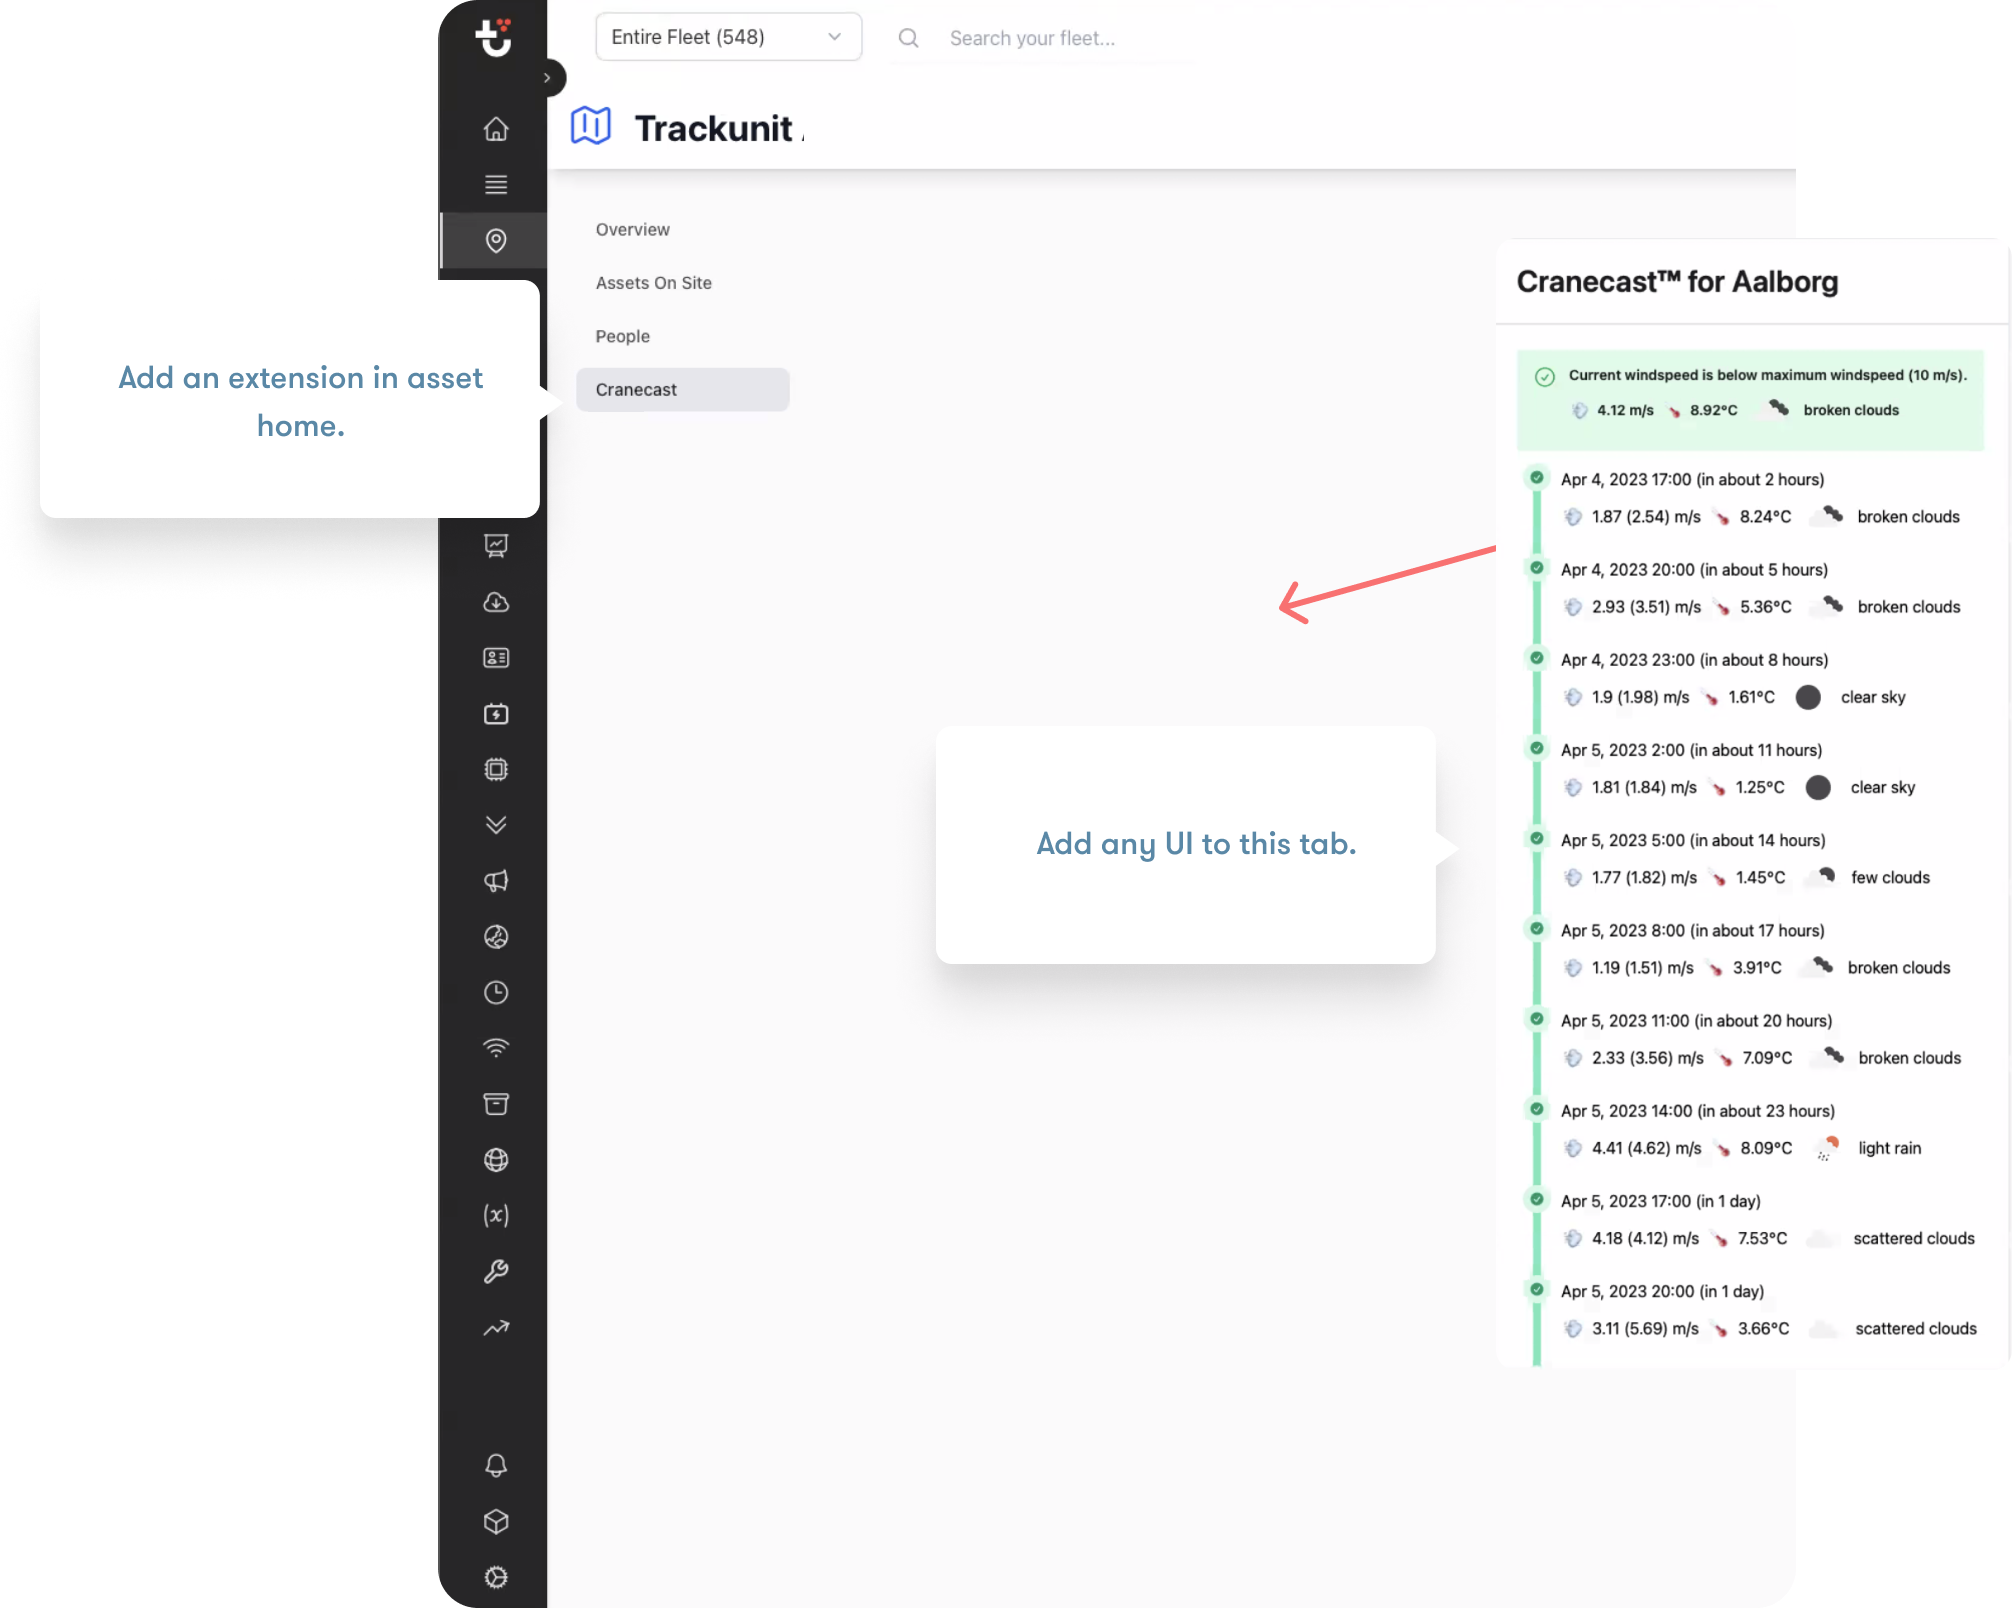 Entire Fleet (548)
Search your fleet...
Trackunit
Overview
Assets On Site
People
Cranecast
Add an extension in asset
home.
Add any UI to this tab.
Cranecast™ for Aalborg
Current windspeed is below maximum windspeed (10 m/s).
4.12 m/s 8.92°C broken clouds
Apr 4, 2023 17:00 (in about 2 hours)
1.87 (2.54) m/s 8.24°C broken clouds
Apr 4, 2023 20:00 (in about 5 hours)
2.93 (3.51) m/s 5.36°C broken clouds
Apr 4, 2023 23:00 (in about 8 hours)
1.9 (1.98) m/s 1.61°C clear sky
Apr 5, 2023 2:00 (in about 11 hours)
1.81 (1.84) m/s 1.25°C clear sky
Apr 5, 2023 5:00 (in about 14 hours)
1.77 (1.82) m/s 1.45°C few clouds
Apr 5, 2023 8:00 (in about 17 hours)
1.19 (1.51) m/s 3.91°C broken clouds
Apr 5, 2023 11:00 (in about 20 hours)
2.33 (3.56) m/s 7.09°C broken clouds
Apr 5, 2023 14:00 (in about 23 hours)
4.41 (4.62) m/s 8.09°C light rain
Apr 5, 2023 17:00 (in 1 day)
4.18 (4.12) m/s 7.53°C scattered clouds
Apr 5, 2023 20:00 (in 1 day)
3.11 (5.69) m/s 3.66°C scattered clouds